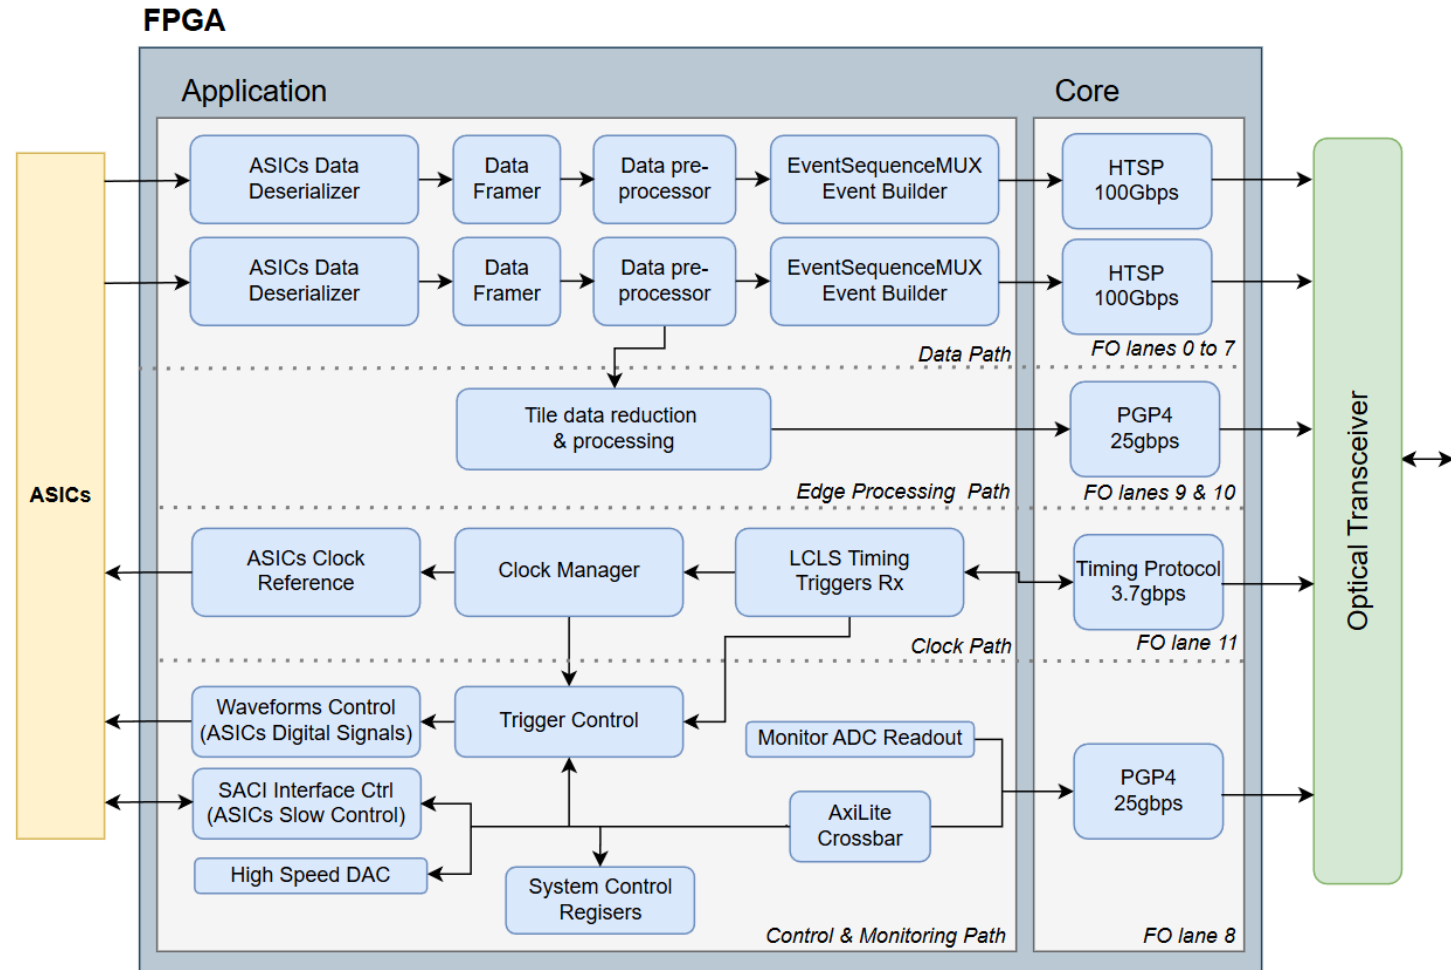 FPGA
Application
Core
ASICs Data
Deserializer
Data
Framer
Data pre-
processor
EventSequenceMUX
Event Builder
HTSP
100Gbps
ASICs Data
Deserializer
Data
Framer
Data pre-
processor
EventSequenceMUX
Event Builder
HTSP
100Gbps
Data Path
FO lanes 0 to 7
Tile data reduction
& processing
PGP4
25gbps
Edge Processing Path
FO lanes 9 & 10
ASICs
Optical Transceiver
ASICs Clock
Reference
Clock Manager
LCLS Timing
Triggers Rx
Timing Protocol
3.7gbps
Clock Path
FO lane 11
Waveforms Control
(ASICs Digital Signals)
Trigger Control
Monitor ADC Readout
SACI Interface Ctrl
(ASICs Slow Control)
AxiLite
Crossbar
PGP4
25gbps
High Speed DAC
System Control
Regisers
Control & Monitoring Path
FO lane 8